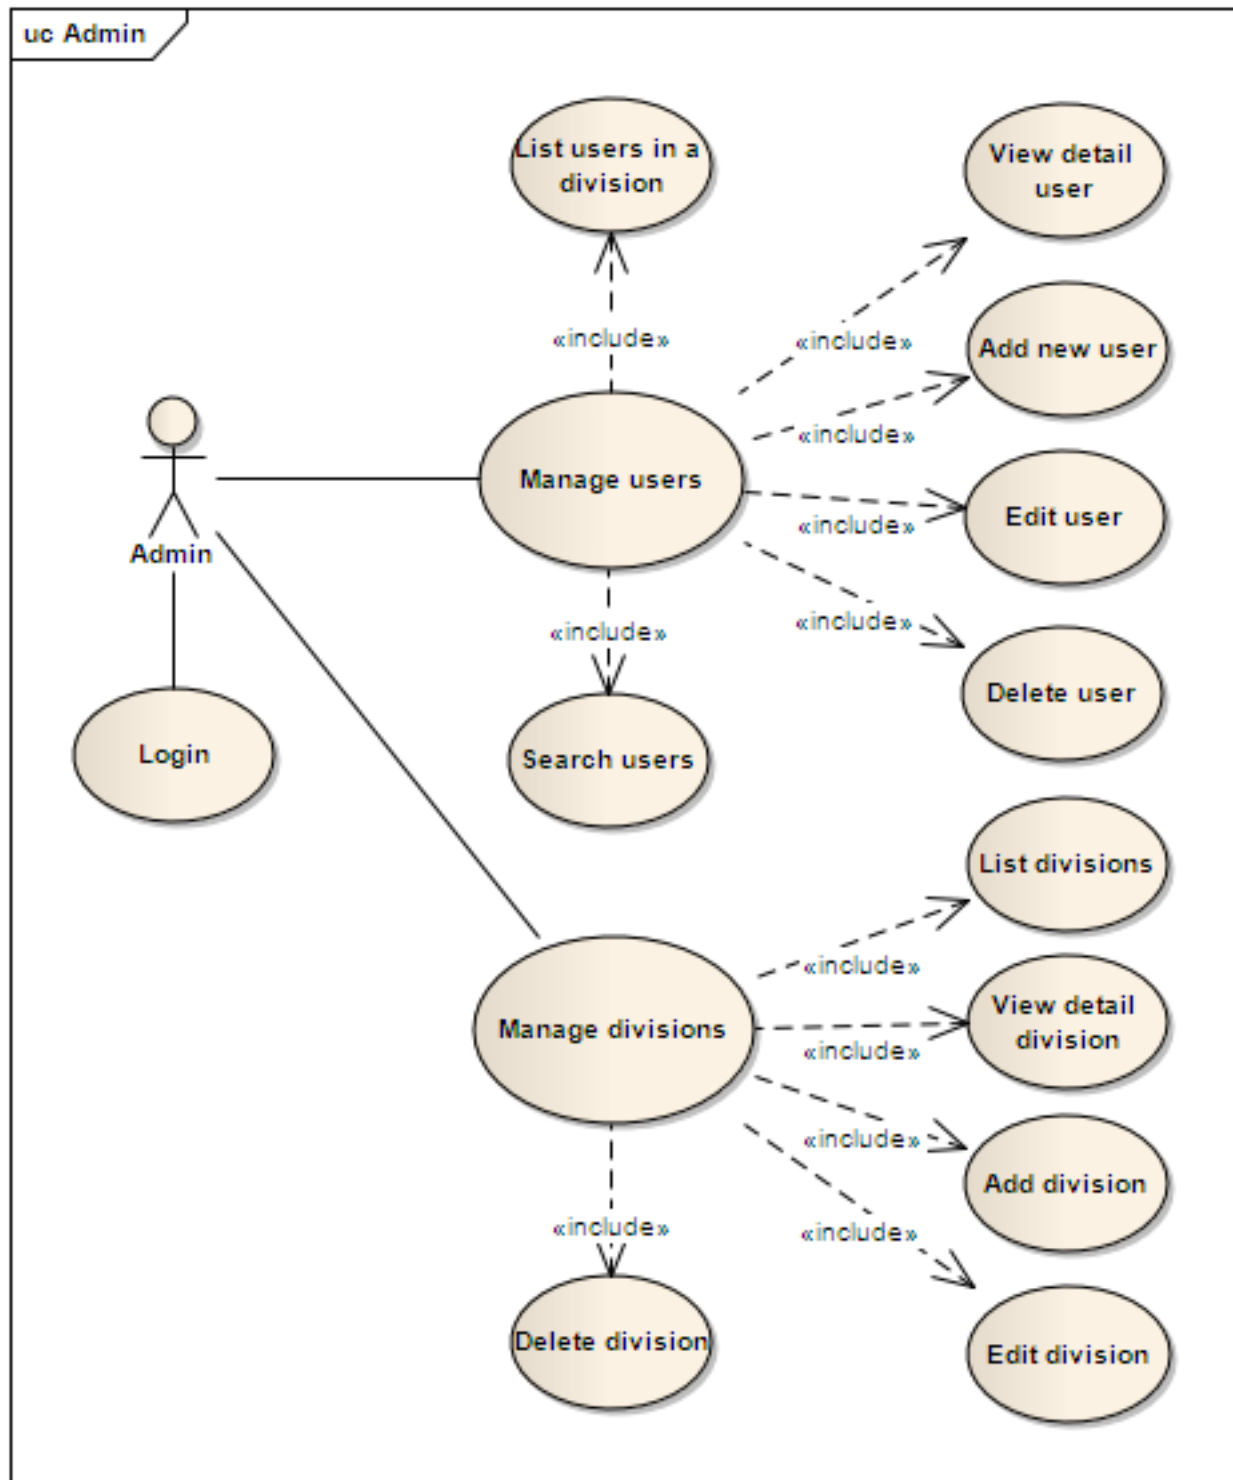 uc Admin
List users in a
division
View detail
user
«include»
«include»
Add new user
«include»
Manage users
Edit user
«include»
Admin
«include»
«include»
Delete user
Login
Search users
List divisions
«include»
View detail
division
Manage divisions
«include»
«include»
Add division
«include»
«include»
Delete division
Edit division